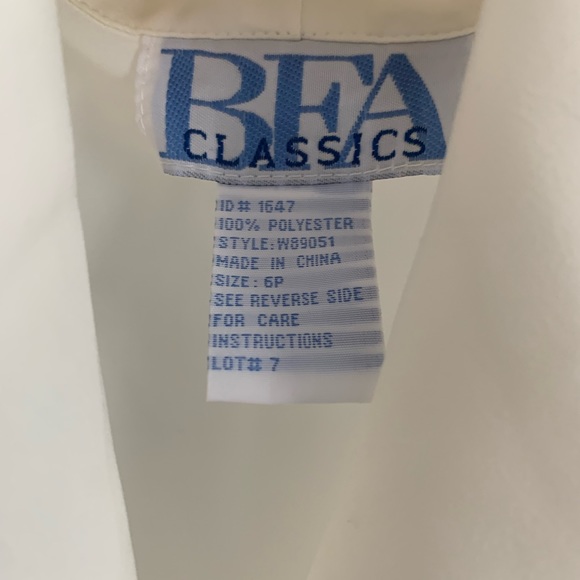 BFA
CLASSICS
ID# 1647
100% POLYESTER
STYLE:W89051
MADE IN CHINA
SIZE: 6P
SEE REVERSE SIDE
FOR CARE
INSTRUCTIONS
LOT# 7